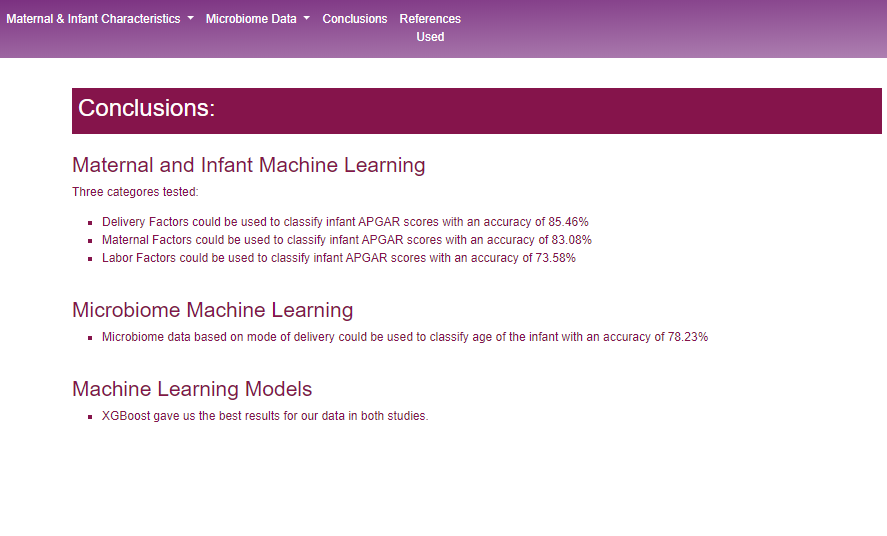 Maternal & Infant Characteristics Microbiome Data Conclusions References
Used
Conclusions:
Maternal and Infant Machine Learning
Three categores tested:
Delivery Factors could be used to classify infant APGAR scores with an accuracy of 85.46%
Maternal Factors could be used to classify infant APGAR scores with an accuracy of 83.08%
Labor Factors could be used to classify infant APGAR scores with an accuracy of 73.58%
Microbiome Machine Learning
Microbiome data based on mode of delivery could be used to classify age of the infant with an accuracy of 78.23%
Machine Learning Models
XGBoost gave us the best results for our data in both studies.